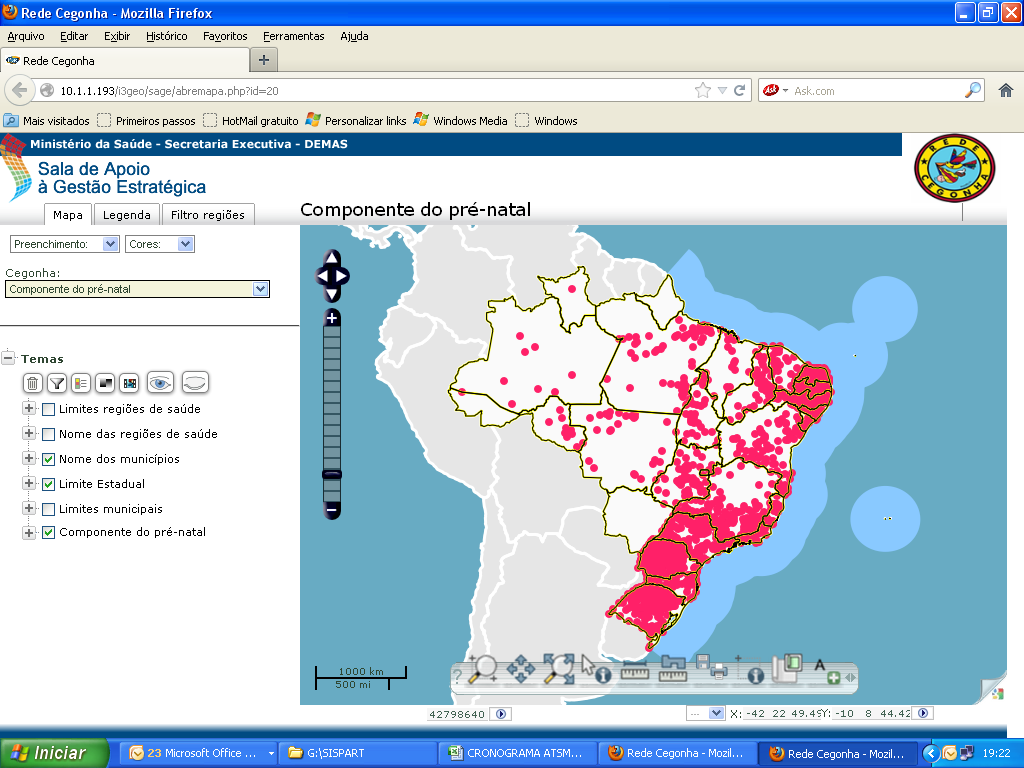 Rede Cegonha - Mozilla Firefox
Arquivo Editar Exibir Histórico Favoritos Ferramentas Ajuda
Rede Cegonha
10.1.1.193/i3geo/sage/abremapa.php?id=20
Ask Ask.com
Mais visitados Primeiros passos HotMail gratuito Personalizar links Windows Media Windows
Ministério da Saúde - Secretaria Executiva - DEMAS
Sala de Apoio
à Gestão Estratégica
REDE
CEGONHA
Mapa Legenda Filtro regiões
Componente do pré-natal
Preenchimento: Cores:
Cegonha:
Componente do pré-natal
Temas
Limites regiões de saúde
Nome das regiões de saúde
Nome dos municípios
Limite Estadual
Limites municipais
Componente do pré-natal
1000 km
500 mi
?
A
42798640
--- X: -42 22 49.45Y: -10 8 44.42
Iniciar
23 Microsoft Office ...
G:\SISPART
CRONOGRAMA ATSM...
Rede Cegonha - Mozil...
Rede Cegonha - Mozil...
19:22